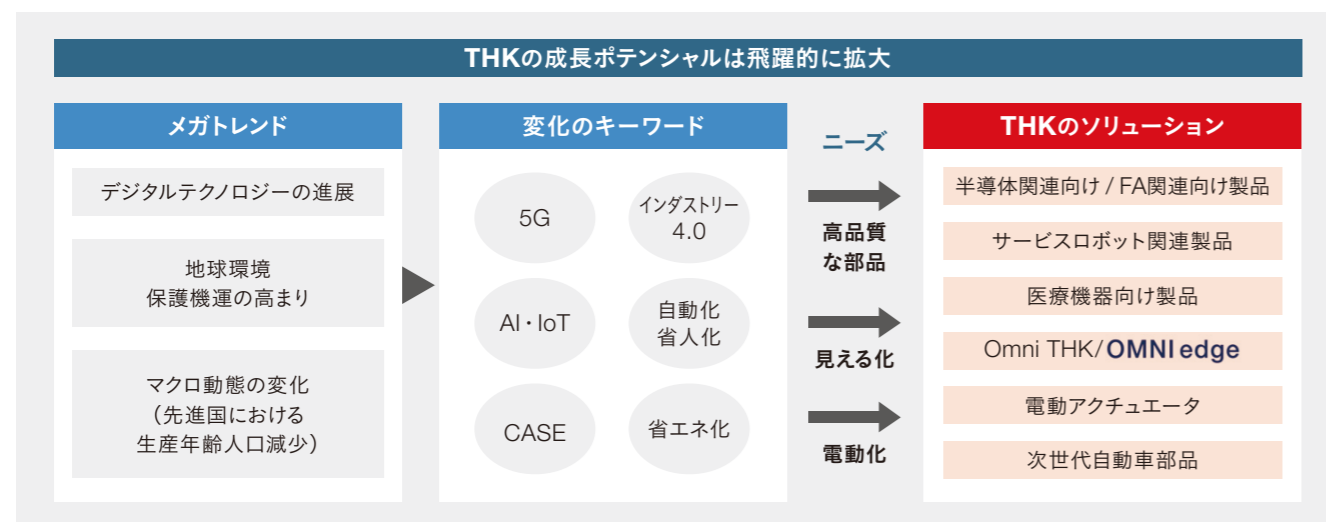 THKの成長ポテンシャルは飛躍的に拡大
メガトレンド
デジタルテクノロジーの進展
地球環境
保護機運の高まり
マクロ動態の変化
(先進国における
生産年齢人口減少)
変化のキーワード
5G
インダストリー
4.0
AI・IoT
自動化
省人化
CASE
省エネ化
ニーズ
高品質
な部品
見える化
電動化
THKのソリューション
半導体関連向け / FA関連向け製品
サービスロボット関連製品
医療機器向け製品
Omni THK/OMNI edge
電動アクチュエータ
次世代自動車部品